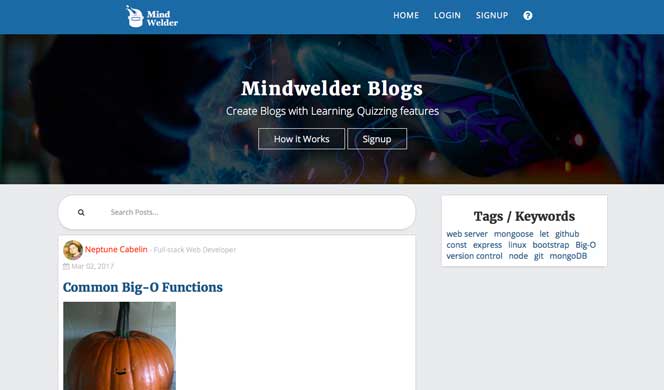 Mind
Welder
HOME LOGIN SIGNUP ?
Mindwelder Blogs
Create Blogs with Learning, Quizzing features
How it Works Signup
Search Posts...
Tags / Keywords
web server mongoose let github
const express linux bootstrap Big-O
version control node git mongoDB
Neptune Cabelin - Full-stack Web Developer
Mar 02, 2017
Common Big-O Functions